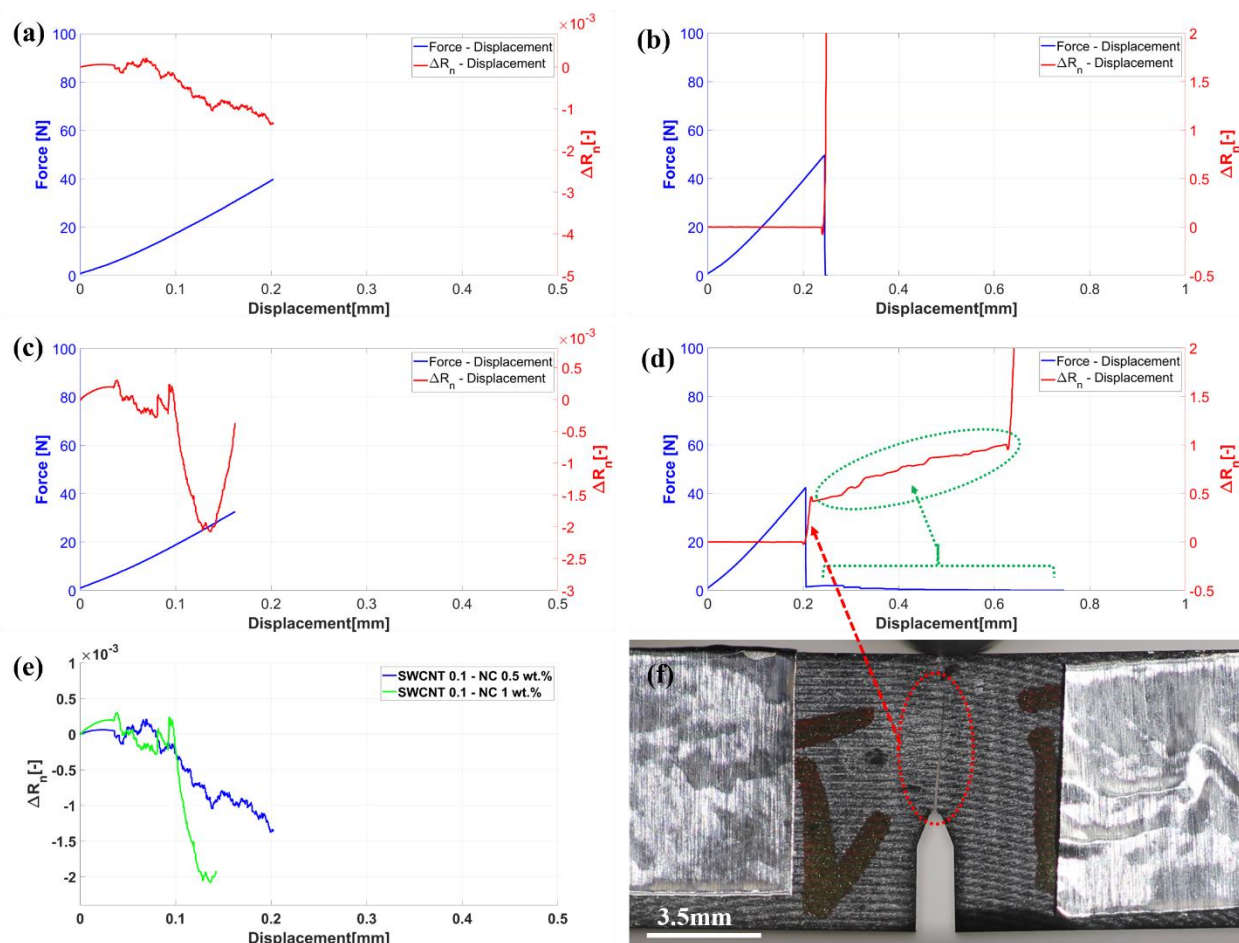 (a)
×10⁻³
Force - Displacement
ΔRₙ - Displacement
100
80
60
40
20
0
Force [N]
0
-1
-2
-3
-4
-5
ΔRₙ[-]
0 0.1 0.2 0.3 0.4 0.5
Displacement[mm]
(b)
Force - Displacement
ΔRₙ - Displacement
100
80
60
40
20
0
Force [N]
2
1.5
1
0.5
0
-0.5
ΔRₙ[-]
0 0.2 0.4 0.6 0.8 1
Displacement[mm]
(c)
×10⁻³
Force - Displacement
ΔRₙ - Displacement
100
80
60
40
20
0
Force [N]
0.5
0
-0.5
-1
-1.5
-2
-2.5
-3
ΔRₙ[-]
0 0.1 0.2 0.3 0.4 0.5
Displacement[mm]
(d)
Force - Displacement
ΔRₙ - Displacement
100
80
60
40
20
0
Force [N]
2
1.5
1
0.5
0
-0.5
ΔRₙ[-]
0 0.2 0.4 0.6 0.8 1
Displacement[mm]
(e)
×10⁻³
SWCNT 0.1 - NC 0.5 wt.%
SWCNT 0.1 - NC 1 wt.%
1
0.5
0
-0.5
-1
-1.5
-2
ΔRₙ[-]
0 0.1 0.2 0.3 0.4 0.5
Displacement[mm]
(f)
3.5mm